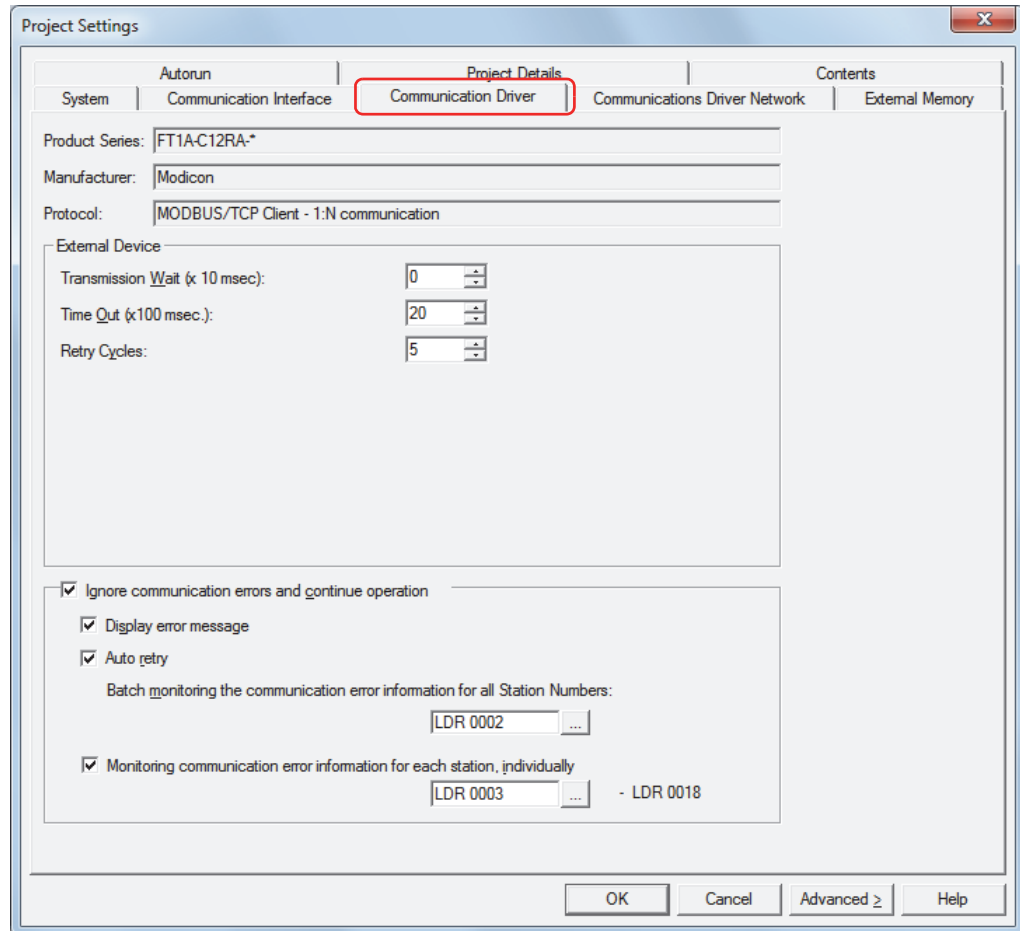 Project Settings
Autorun Project Details Contents
System Communication Interface Communication Driver Communications Driver Network External Memory
Product Series: FT1A-C12RA-*
Manufacturer: Modicon
Protocol: MODBUS/TCP Client - 1:N communication
External Device
Transmission Wait (x 10 msec): 0
Time Out (x100 msec.): 20
Retry Cycles: 5
Ignore communication errors and continue operation
Display error message
Auto retry
Batch monitoring the communication error information for all Station Numbers:
LDR 0002 ...
Monitoring communication error information for each station, individually
LDR 0003 ... - LDR 0018
OK Cancel Advanced > Help